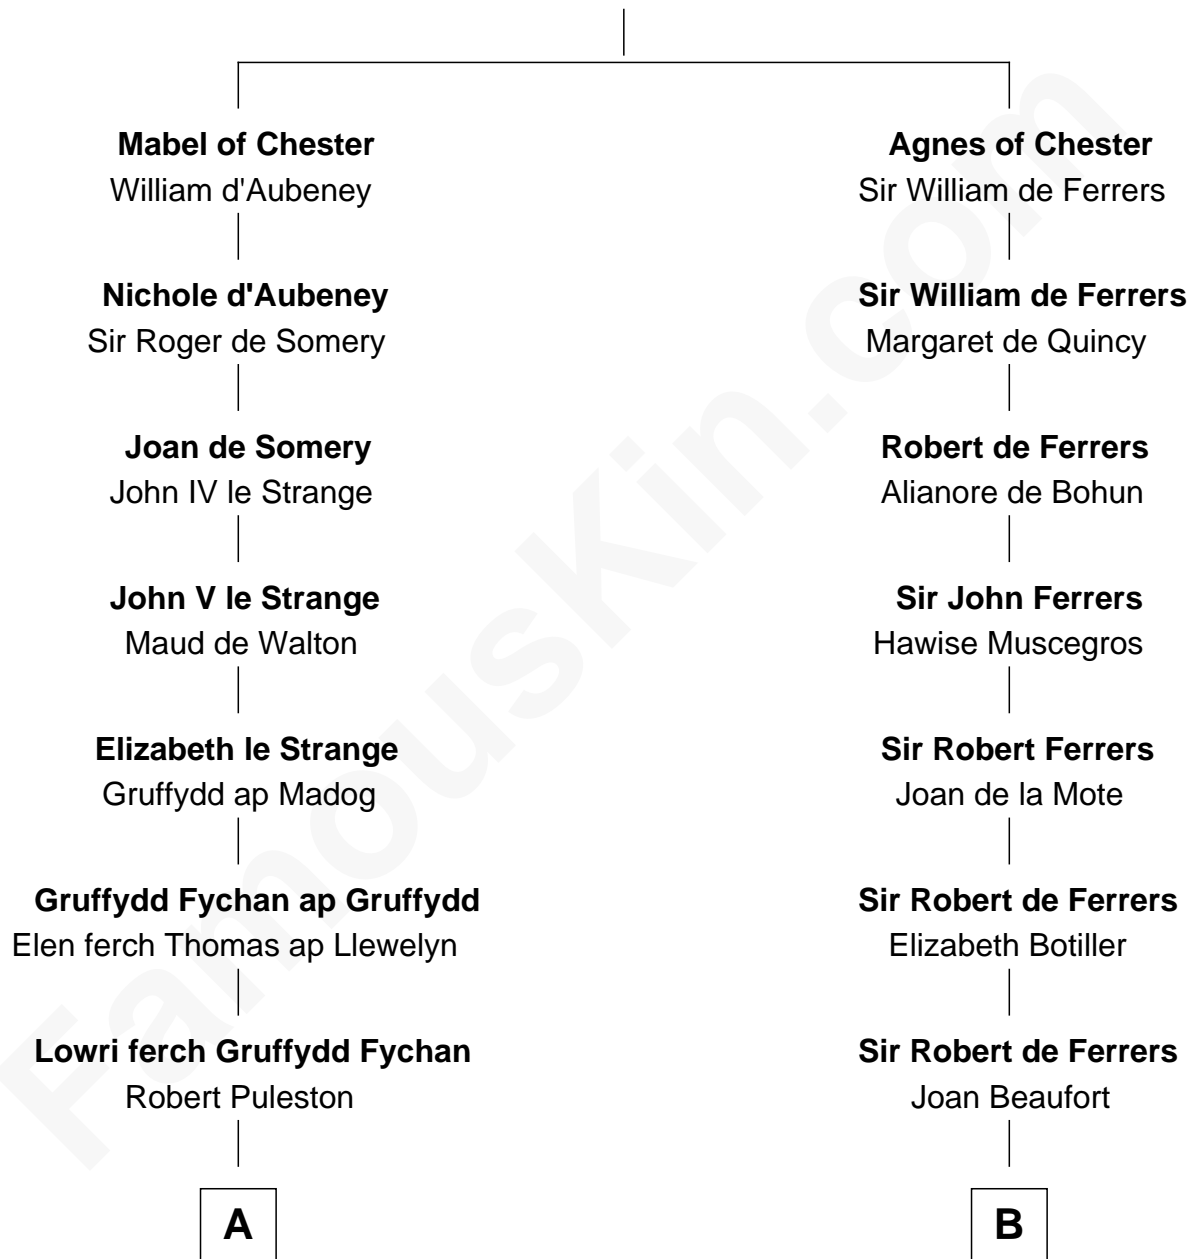 Mabel of Chester
William d'Aubeney
Nichole d'Aubeney
Sir Roger de Somery
Joan de Somery
John IV le Strange
John V le Strange
Maud de Walton
Elizabeth le Strange
Gruffydd ap Madog
Gruffydd Fychan ap Gruffydd
Elen ferch Thomas ap Llewelyn
Lowri ferch Gruffydd Fychan
Robert Puleston
A
Agnes of Chester
Sir William de Ferrers
Sir William de Ferrers
Margaret de Quincy
Robert de Ferrers
Alianore de Bohun
Sir John Ferrers
Hawise Muscegros
Sir Robert Ferrers
Joan de la Mote
Sir Robert de Ferrers
Elizabeth Botiller
Sir Robert de Ferrers
Joan Beaufort
B
FamousKin.com